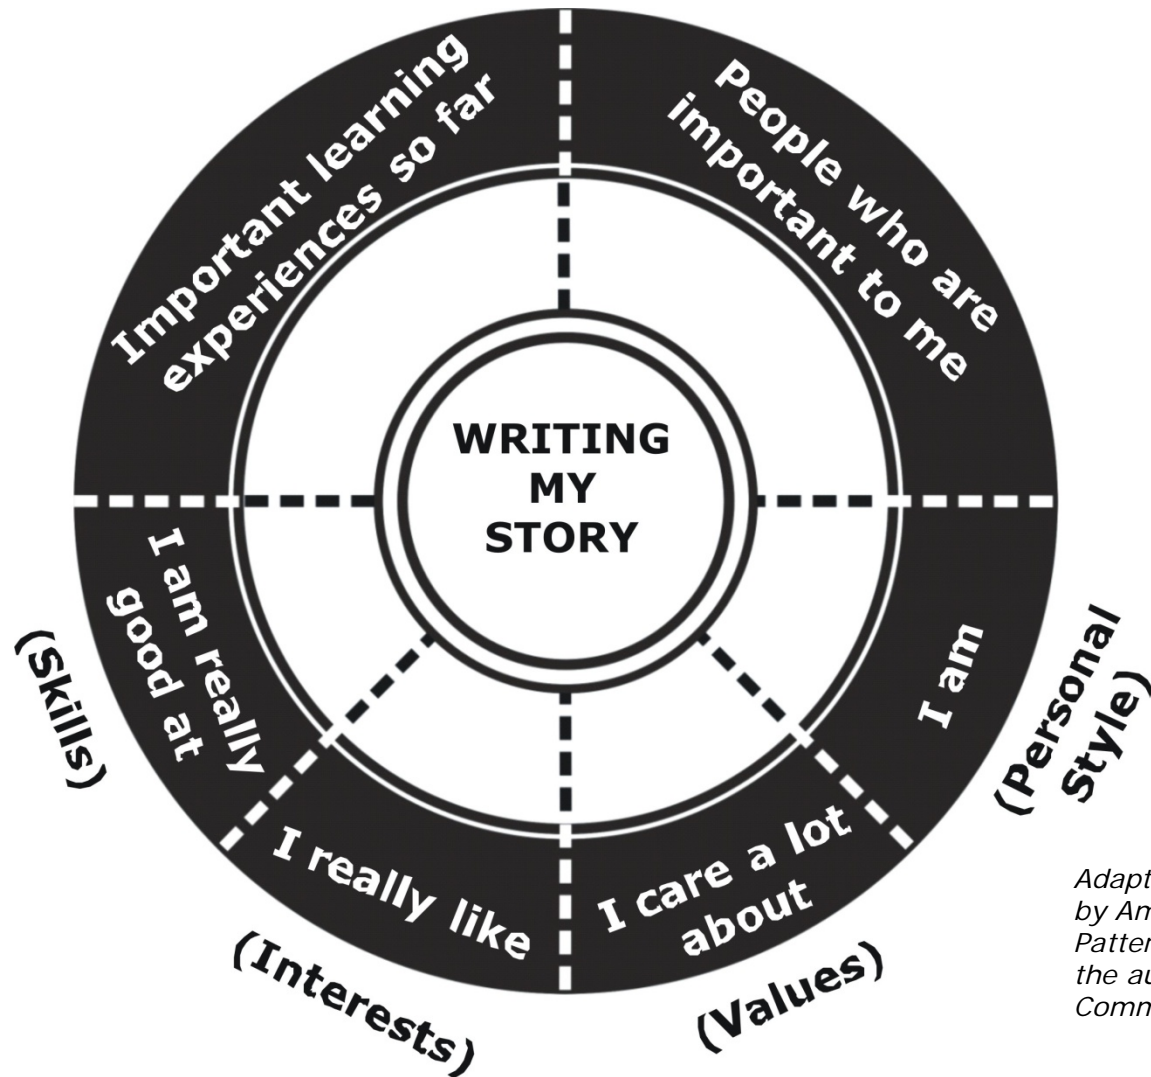 Important learning
experiences so far
People who are
important to me
WRITING
MY
STORY
I am really
good at
(Skills)
I really like
(Interests)
I care a lot
about
(Values)
I am
(Personal
Style)
Adapt
by Am
Patter
the au
Comm